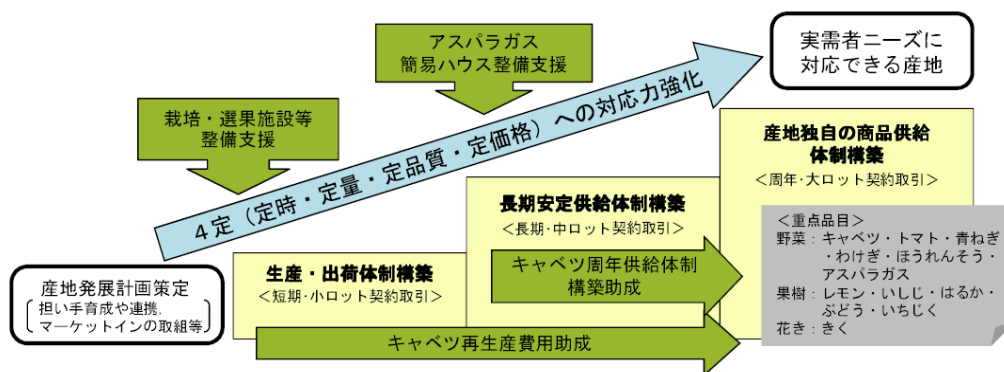 アスパラガス
簡易ハウス整備支援
実需者ニーズに
対応できる産地
栽培・選果施設等
整備支援
4定（定時・定量・定品質・定価格）への対応力強化
産地独自の商品供給
体制構築
＜周年・大ロット契約取引＞
長期安定供給体制構築
＜長期・中ロット契約取引＞
＜重点品目＞
野菜：キャベツ・トマト・青ねぎ
・わけぎ・ほうれんそう・
アスパラガス
果樹：レモン・いしじ・はるか・
ぶどう・いちじく
花き：きく
キャベツ周年供給体制
構築助成
生産・出荷体制構築
＜短期・小ロット契約取引＞
産地発展計画策定
担い手育成や連携，
マーケットインの取組等
キャベツ再生産費用助成